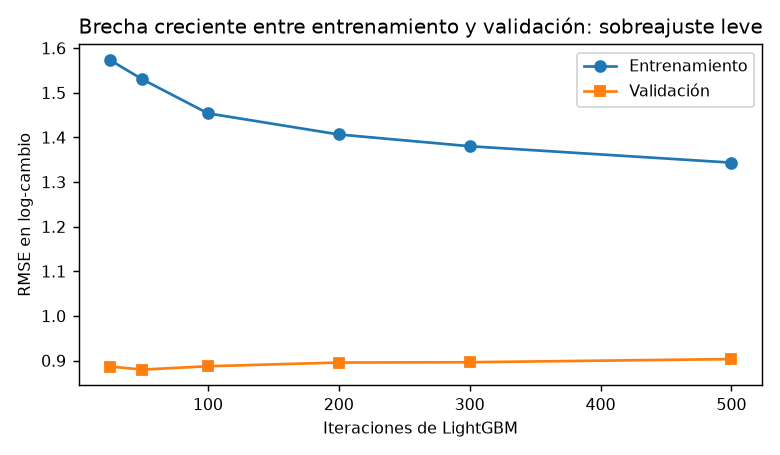 Brecha creciente entre entrenamiento y validación: sobreajuste leve
Entrenamiento
Validación
RMSE en log-cambio
1.6
1.5
1.4
1.3
1.2
1.1
1.0
0.9
100
200
300
400
500
Iteraciones de LightGBM